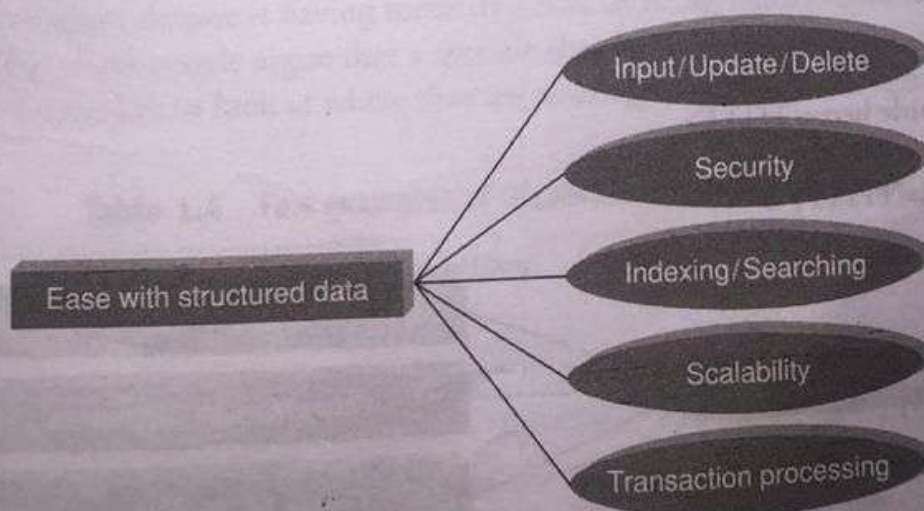 Input/Update/Delete
Security
Ease with structured data
Indexing/Searching
Scalability
Transaction processing